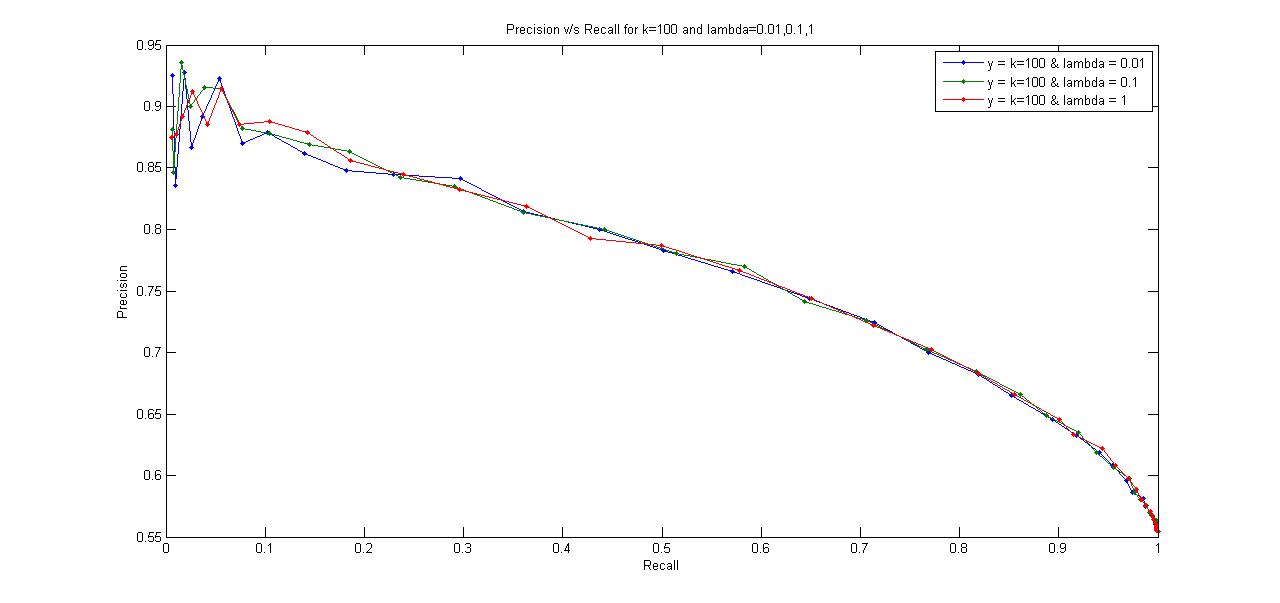 Precision v/s Recall for k=100 and lambda=0.01,0.1,1
y = k=100 & lambda = 0.01
y = k=100 & lambda = 0.1
y = k=100 & lambda = 1
0.95
0.9
0.85
0.8
0.75
0.7
0.65
0.6
0.55
Precision
0 0.1 0.2 0.3 0.4 0.5 0.6 0.7 0.8 0.9 1
Recall